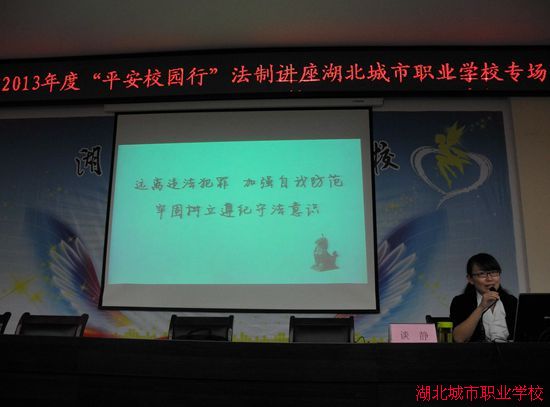 2013年度“平安校园行”法制讲座湖北城市职业学校专场
湖 校
远离违法犯罪 加强自我防范
牢固树立遵纪守法意识
谈 静
湖北城市职业学校